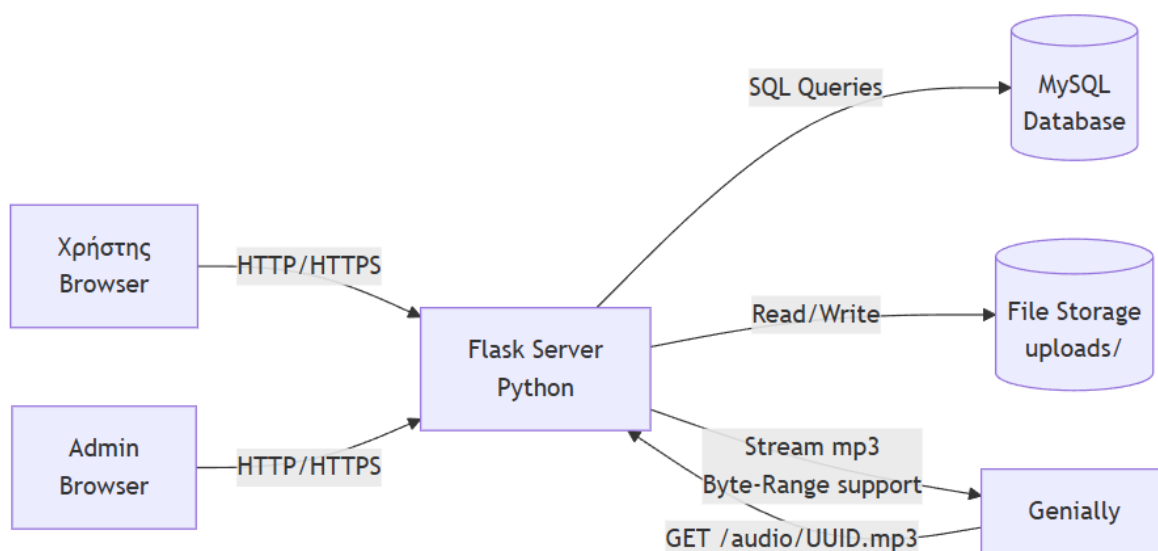 SQL Queries
MySQL
Database
Χρήστης
Browser
HTTP/HTTPS
Flask Server
Python
Read/Write
File Storage
uploads/
Admin
Browser
HTTP/HTTPS
Stream mp3
Byte-Range support
GET /audio/UUID.mp3
Genially